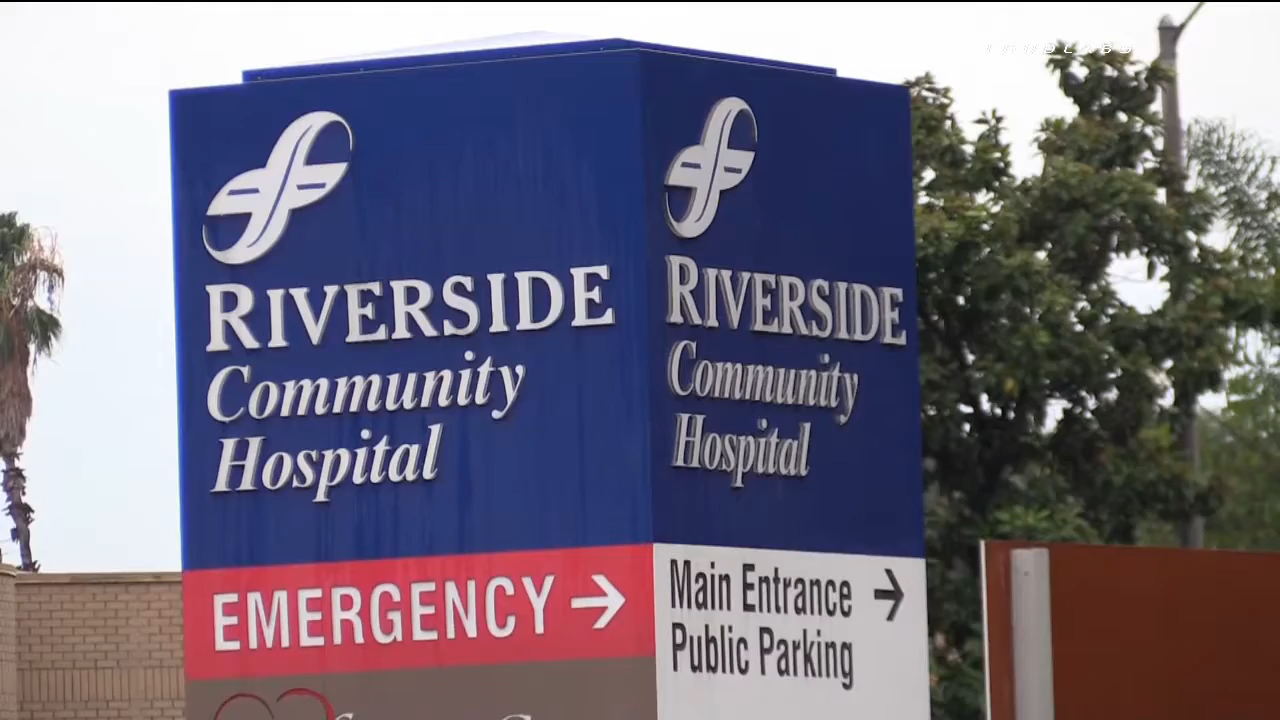 RIVERSIDE
Community
Hospital
EMERGENCY →
RIVERSIDE
Community
Hospital
Main Entrance →
Public Parking